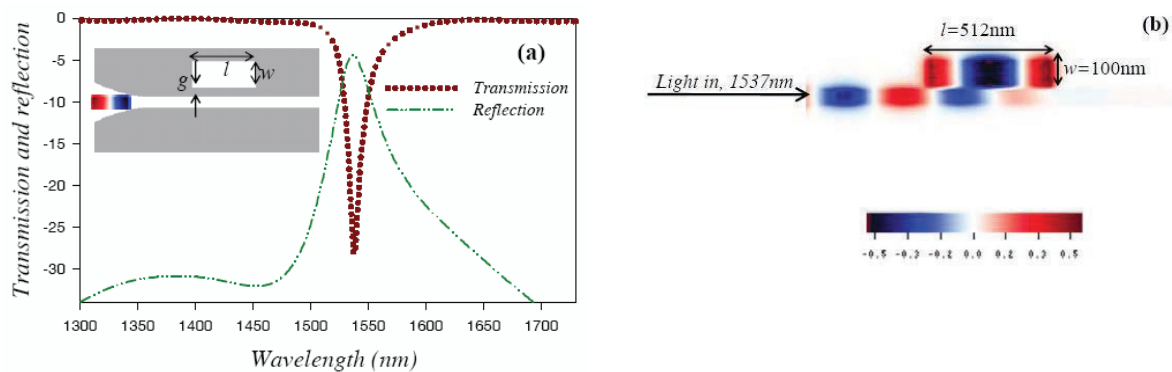 0
-5
-10
-15
-20
-25
-30
Transmission and reflection
1300 1350 1400 1450 1500 1550 1600 1650 1700
Wavelength (nm)
(a)
l
g
w
Transmission
Reflection
(b)
l=512nm
w=100nm
Light in, 1537nm
-0.5 -0.3 -0.2 0.0 0.2 0.3 0.5